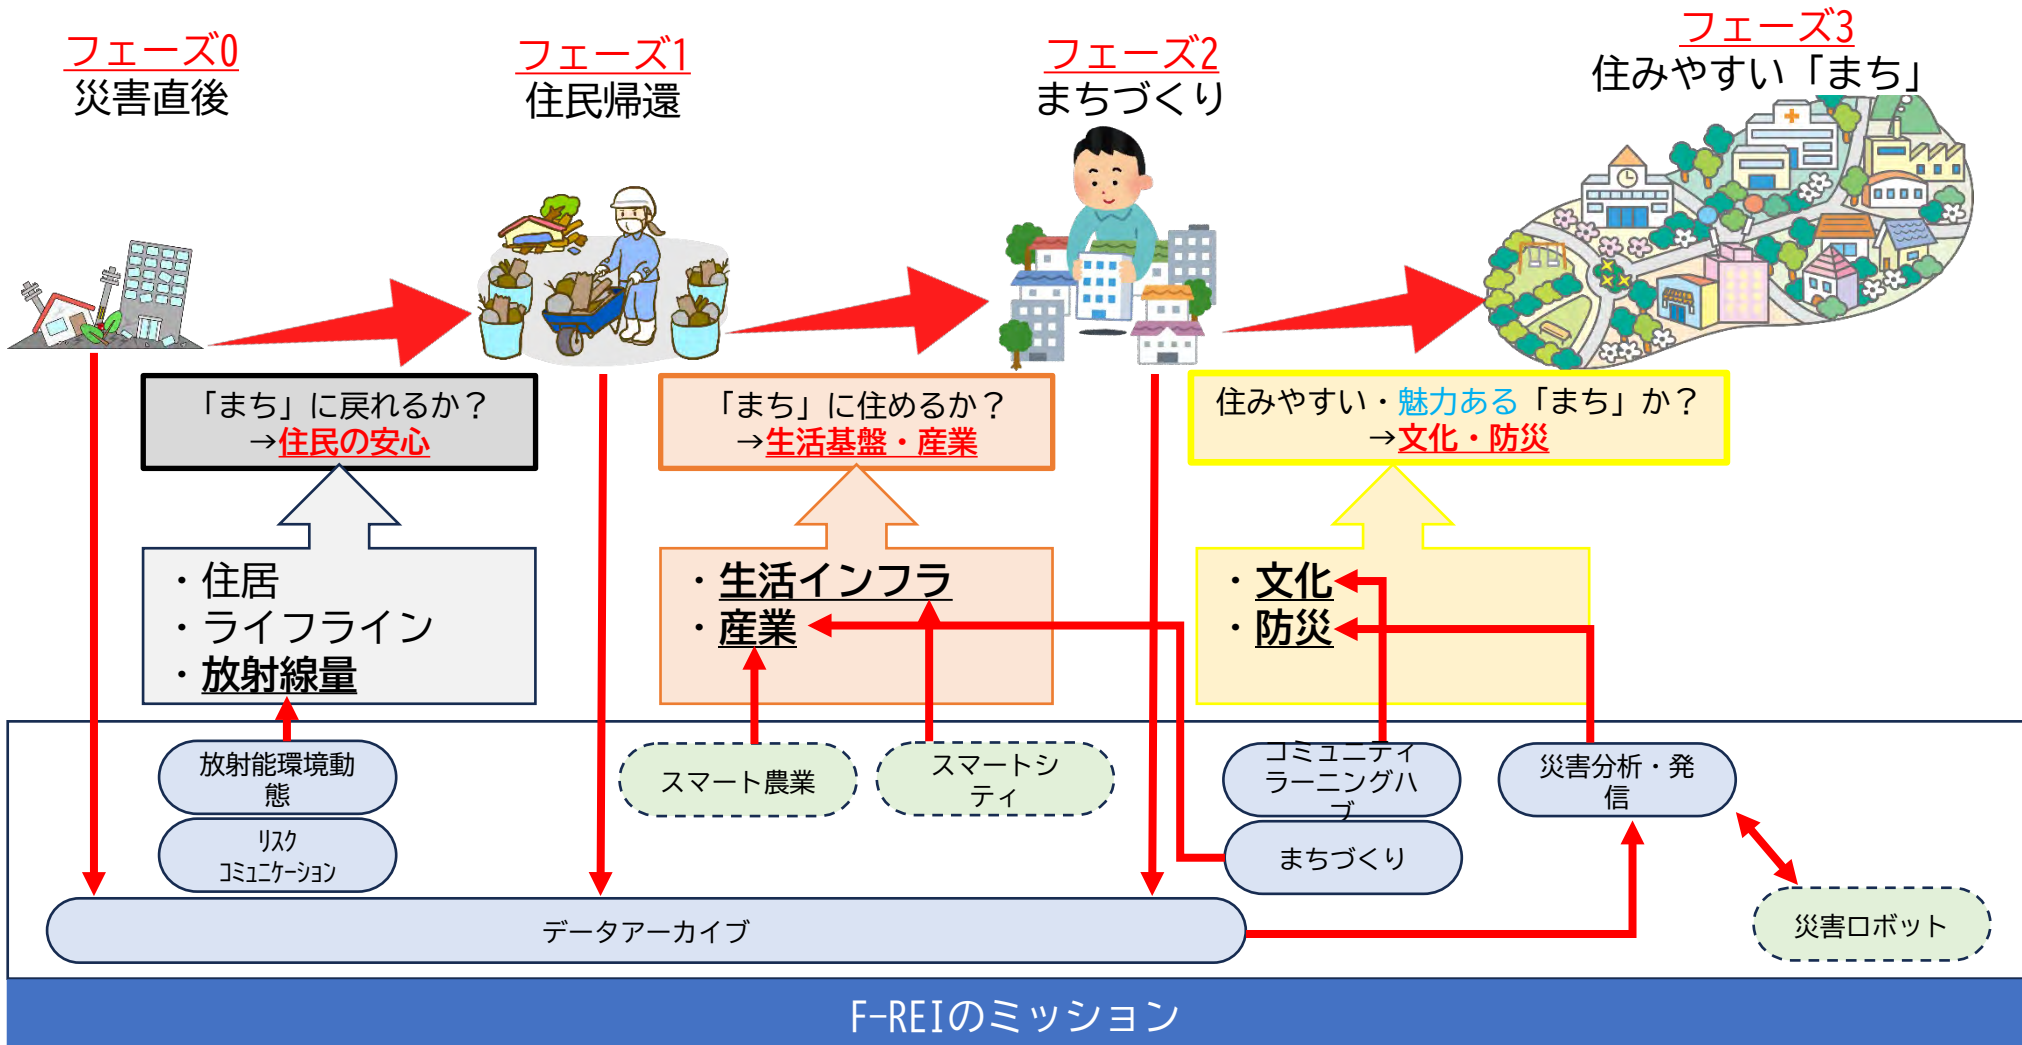 フェーズ0
災害直後
フェーズ1
住民帰還
フェーズ2
まちづくり
フェーズ3
住みやすい「まち」
「まち」に戻れるか？
→住民の安心
「まち」に住めるか？
→生活基盤・産業
住みやすい・魅力ある「まち」か？
→文化・防災
・住居
・ライフライン
・放射線量
・生活インフラ
・産業
・文化
・防災
放射能環境動
態
リスク
コミュニケーション
スマート農業
スマートシ
ティ
コミュニティ
ラーニングハ
ブ
まちづくり
災害分析・発
信
災害ロボット
データアーカイブ
F-REIのミッション